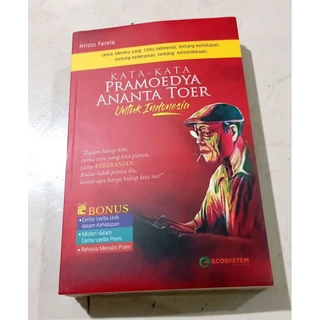 Aristo Farela
Untuk Mereka yang Cinta Indonesia, tentang kehidupan,
tentang keberanian, tentang kemerdekaan.
KATA-KATA
PRAMOEDYA
ANANTA TOER
Untuk Indonesia
"Dalam hidup kita,
cuma satu yang kita punya,
yaitu KEBERANIAN.
Kalau tidak punya itu,
lantas apa harga hidup kita ini?"
BONUS
• Cerita-cerita Unik
dalam Kehidupan
• Misteri dalam
Cerita-cerita Pram
• Rahasia Menulis Pram
ECOSYSTEM